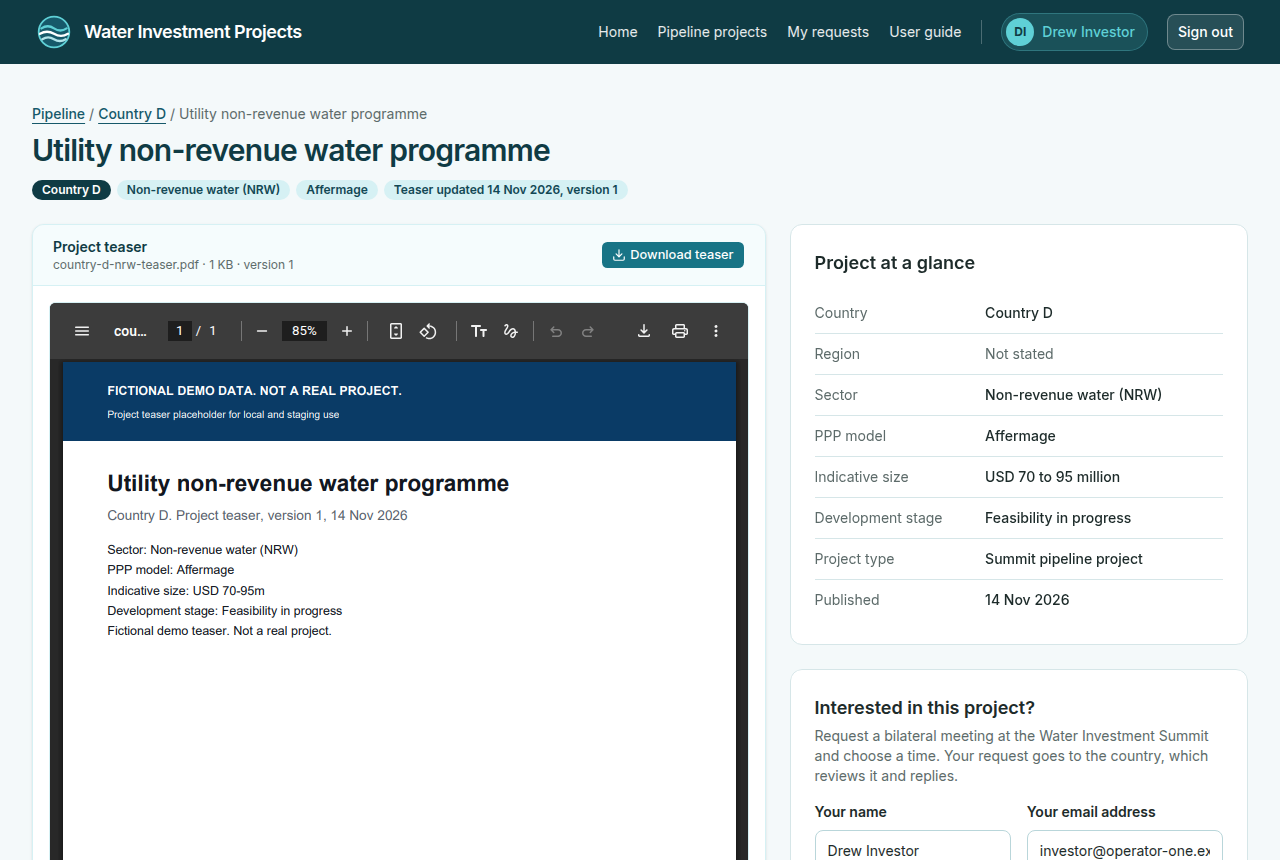 Water Investment Projects
Home
Pipeline projects
My requests
User guide
DI
Drew Investor
Sign out
Pipeline / Country D / Utility non-revenue water programme
Utility non-revenue water programme
Country D
Non-revenue water (NRW)
Affermage
Teaser updated 14 Nov 2026, version 1
Project teaser
country-d-nrw-teaser.pdf · 1 KB · version 1
Download teaser
cou...
1 / 1
85%
FICTIONAL DEMO DATA. NOT A REAL PROJECT.
Project teaser placeholder for local and staging use
Utility non-revenue water programme
Country D. Project teaser, version 1, 14 Nov 2026
Sector: Non-revenue water (NRW)
PPP model: Affermage
Indicative size: USD 70-95m
Development stage: Feasibility in progress
Fictional demo teaser. Not a real project.
Project at a glance
Country Country D
Region Not stated
Sector Non-revenue water (NRW)
PPP model Affermage
Indicative size USD 70 to 95 million
Development stage Feasibility in progress
Project type Summit pipeline project
Published 14 Nov 2026
Interested in this project?
Request a bilateral meeting at the Water Investment Summit
and choose a time. Your request goes to the country, which
reviews it and replies.
Your name
Your email address
Drew Investor
investor@operator-one.ex